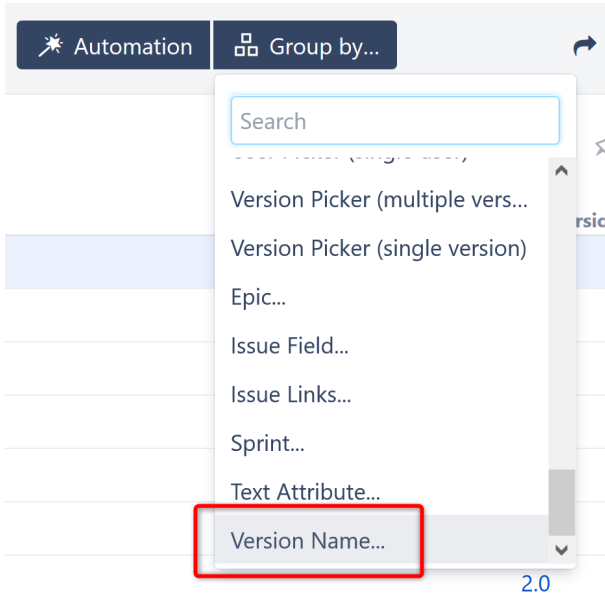 Automation
Group by...
Search
Version Picker (multiple vers...
Version Picker (single version)
Epic...
Issue Field...
Issue Links...
Sprint...
Text Attribute...
Version Name...
2.0